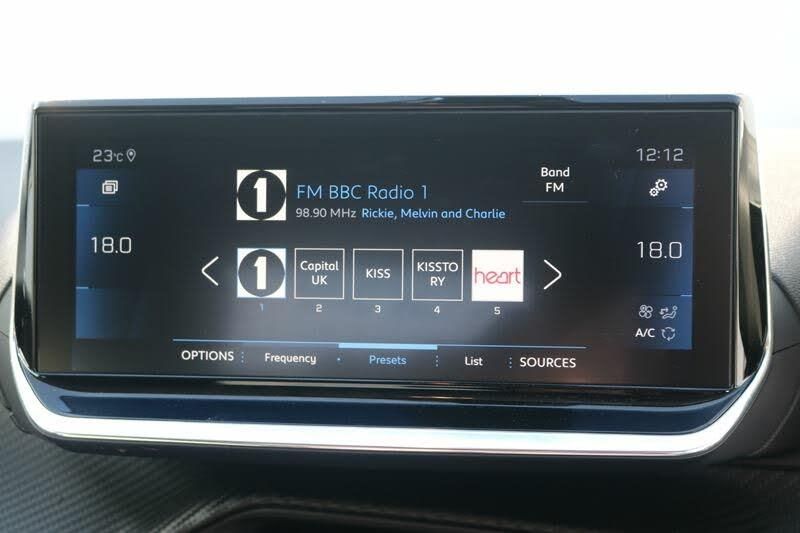 23°C
12:12
1
FM BBC Radio 1
98.90 MHz Rickie, Melvin and Charlie
Band
FM
18.0
18.0
1
Capital
UK
KISS
KISSTO
RY
heart
1
2
3
4
5
A/C
OPTIONS
Frequency
Presets
List
SOURCES